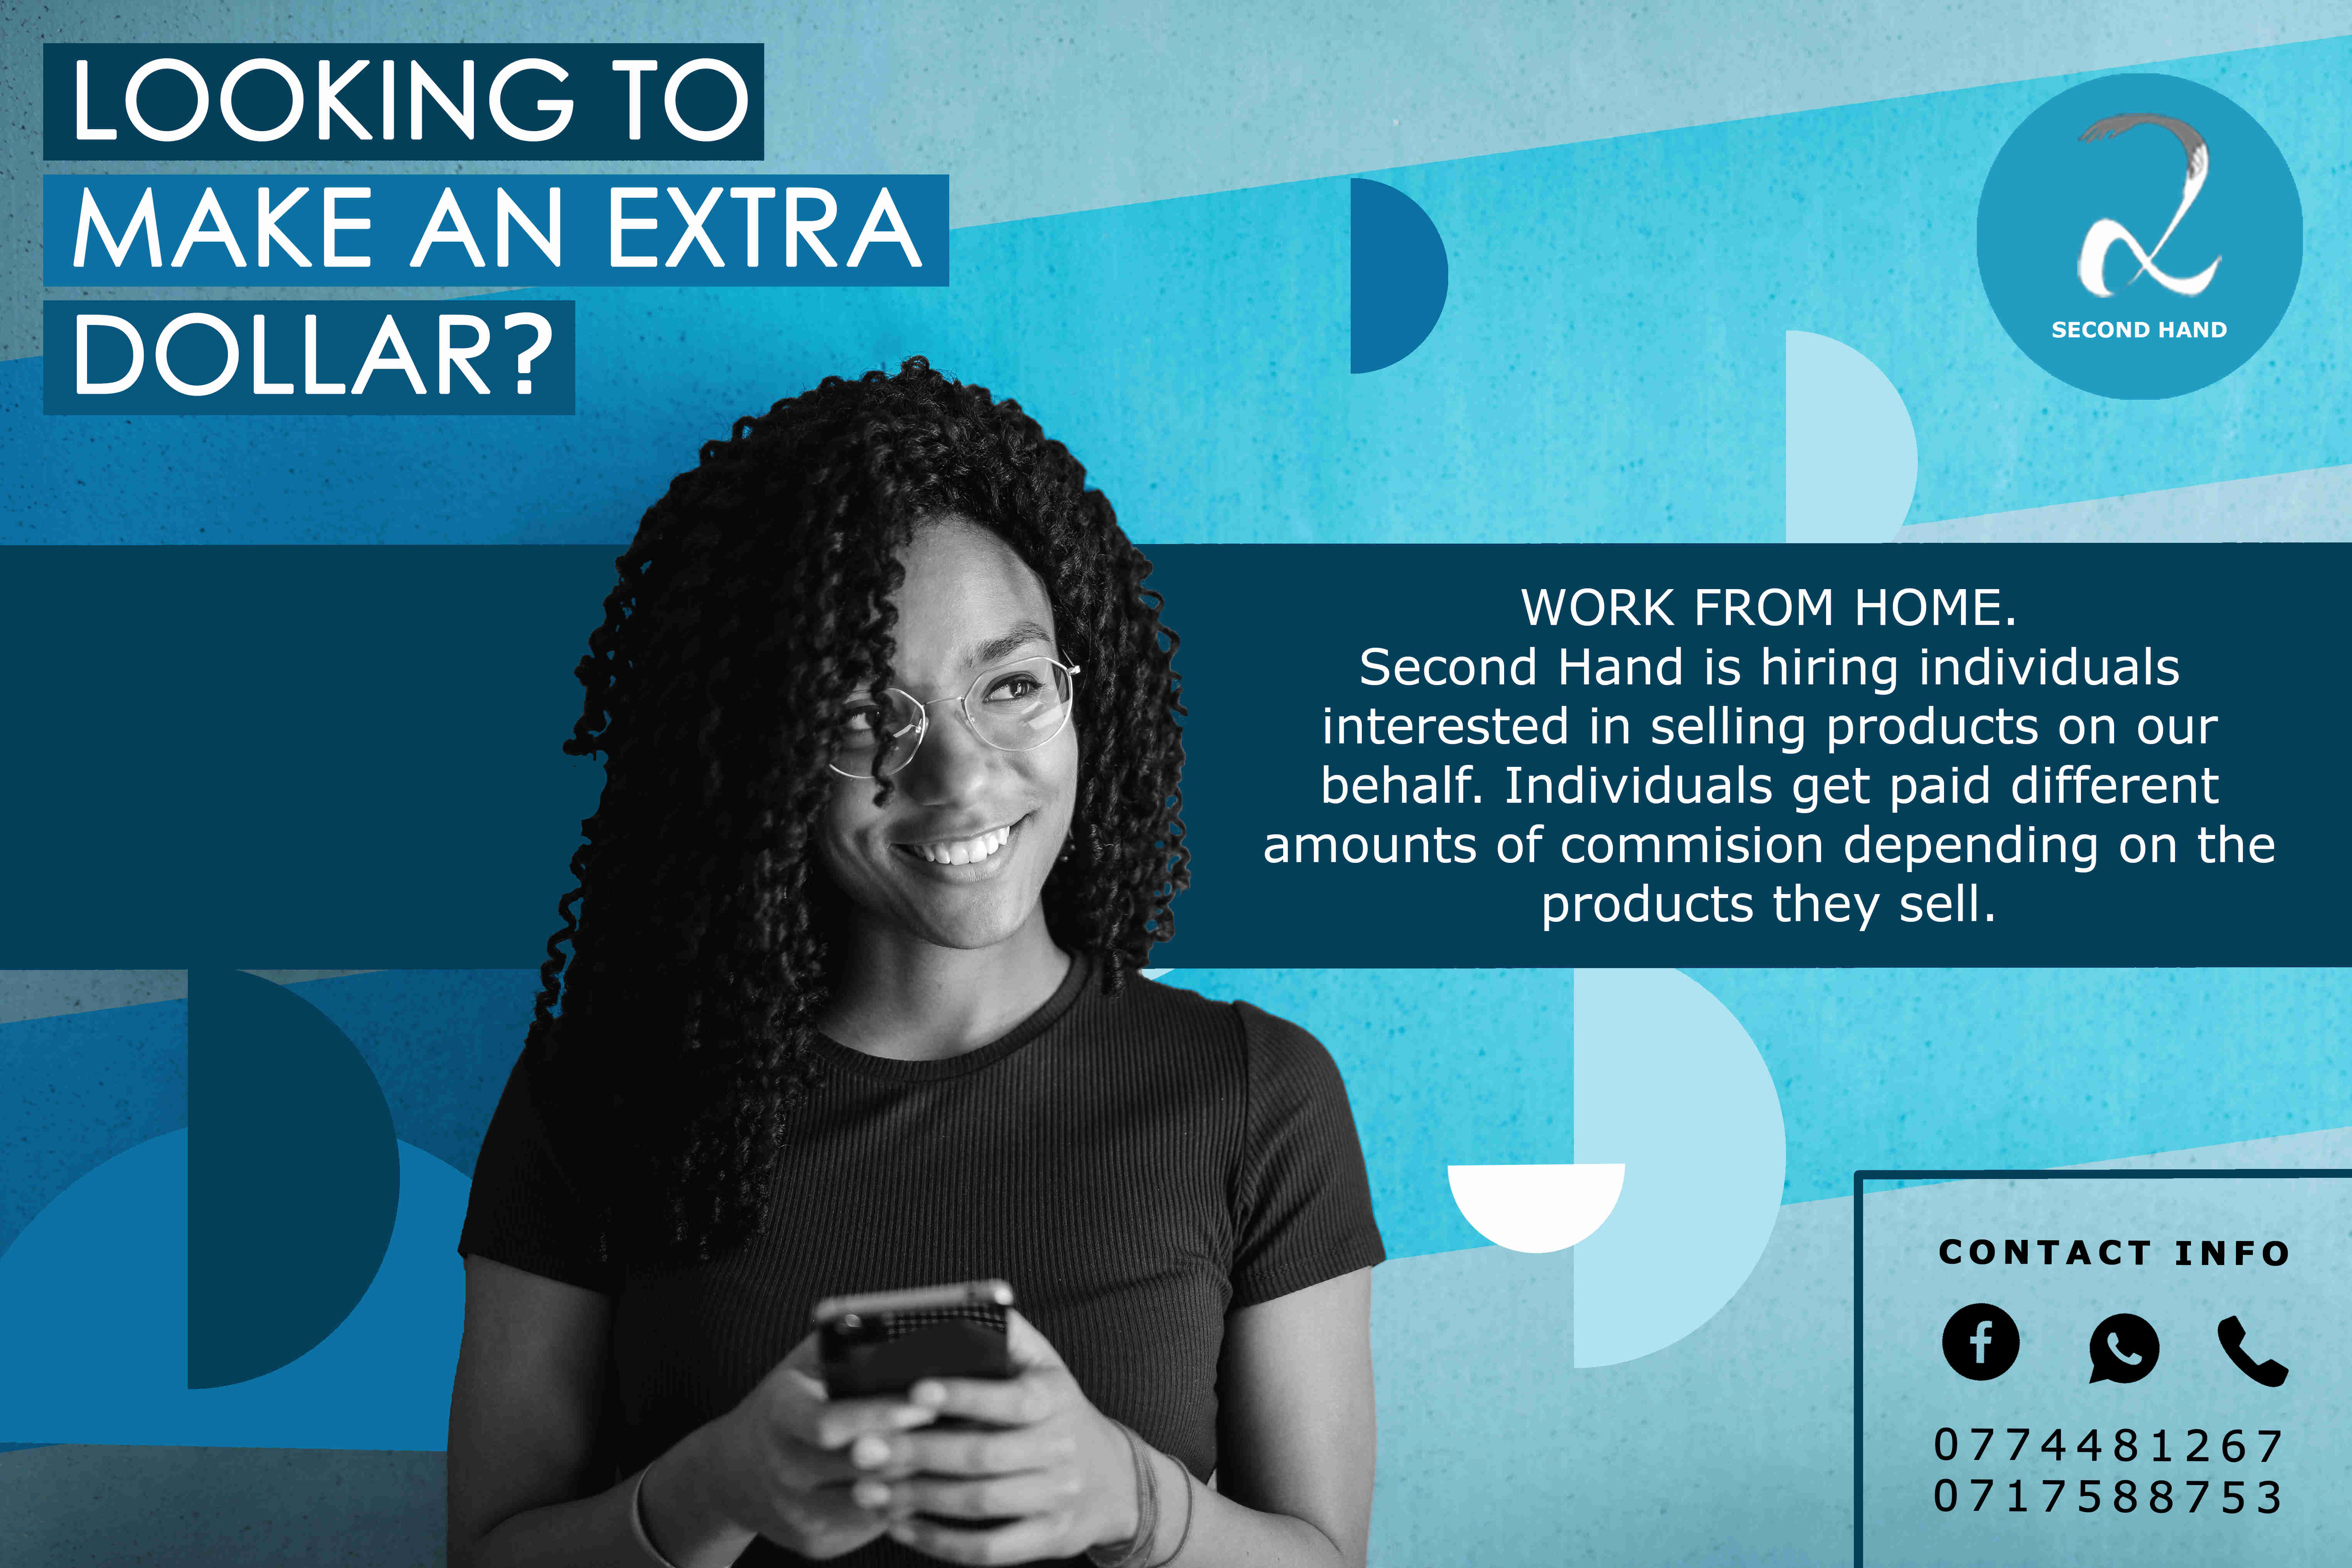 LOOKING TO
MAKE AN EXTRA
DOLLAR?
SECOND HAND
WORK FROM HOME.
Second Hand is hiring individuals
interested in selling products on our
behalf. Individuals get paid different
amounts of commision depending on the
products they sell.
CONTACT INFO
0774481267
0717588753